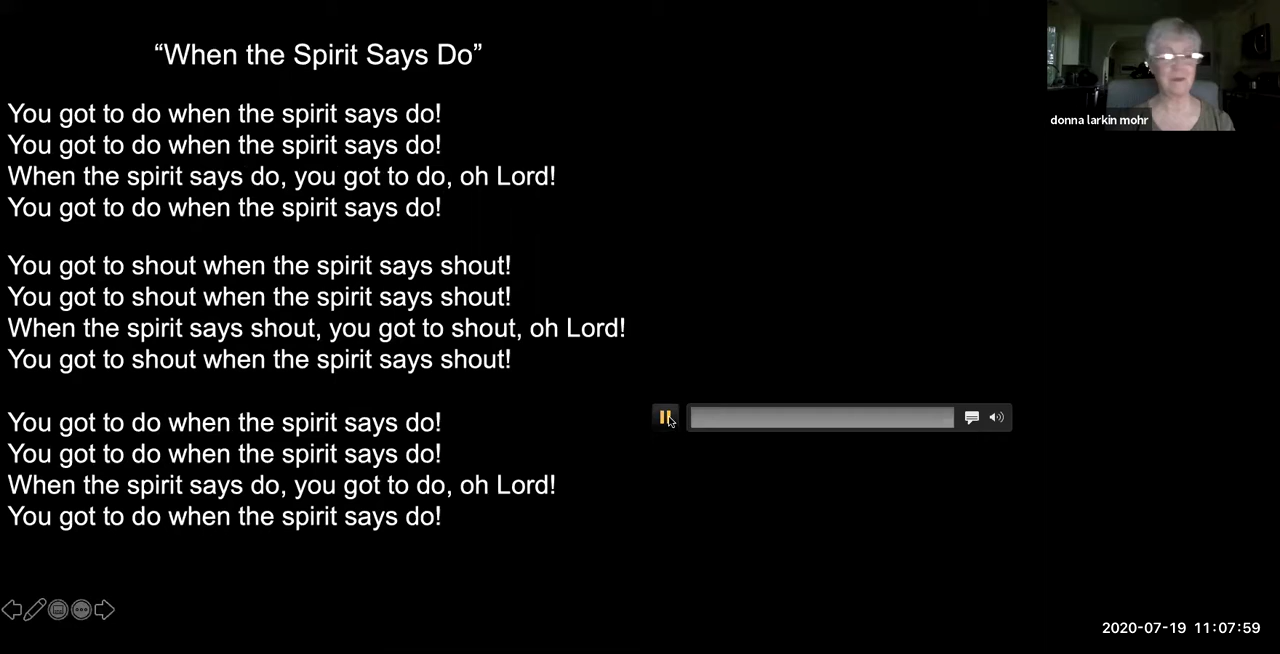 “When the Spirit Says Do”
You got to do when the spirit says do!
You got to do when the spirit says do!
When the spirit says do, you got to do, oh Lord!
You got to do when the spirit says do!
You got to shout when the spirit says shout!
You got to shout when the spirit says shout!
When the spirit says shout, you got to shout, oh Lord!
You got to shout when the spirit says shout!
You got to do when the spirit says do!
You got to do when the spirit says do!
When the spirit says do, you got to do, oh Lord!
You got to do when the spirit says do!
donna larkin mohr
2020-07-19 11:07:59